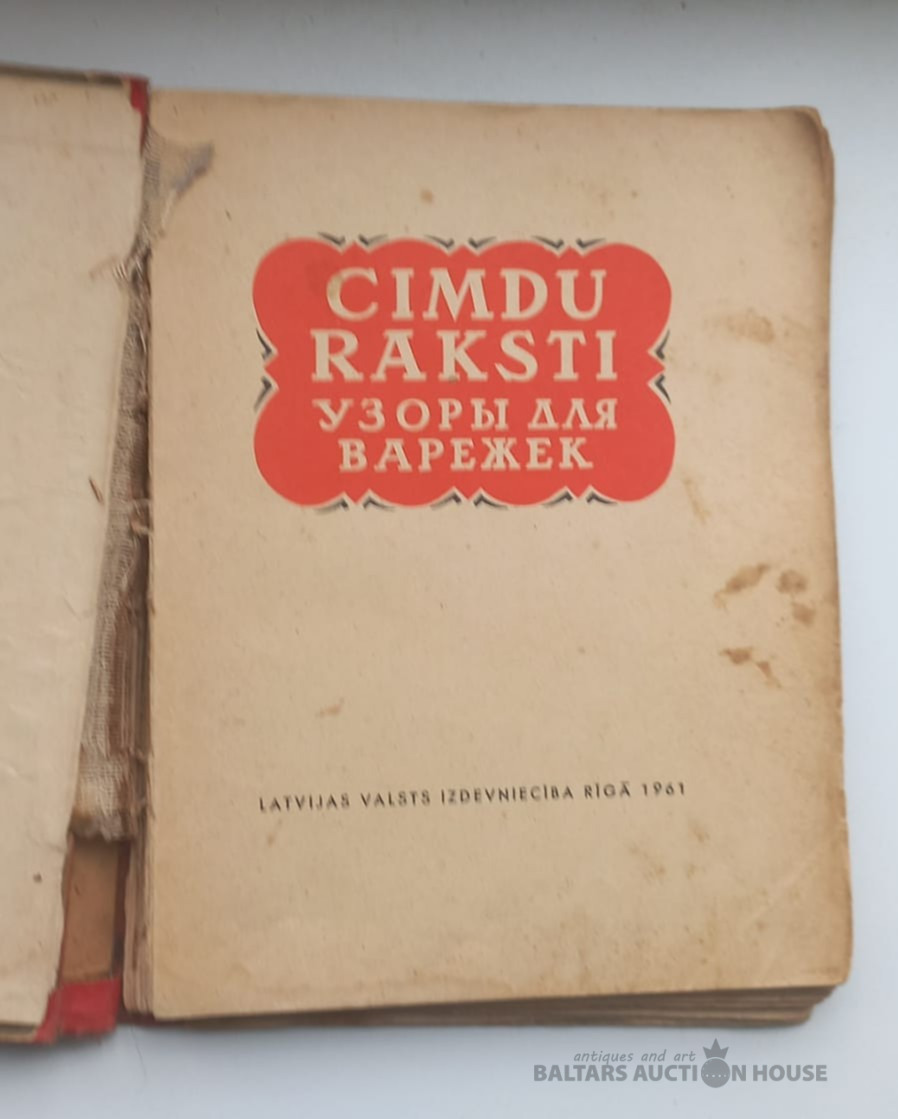 CIMDU
RAKSTI
УЗОРЫ ДЛЯ
ВАРЕЖЕК
LATVIJAS VALSTS IZDEVNIECĪBA RĪGĀ 1961
antiques and art
BALTARS AUCTION HOUSE